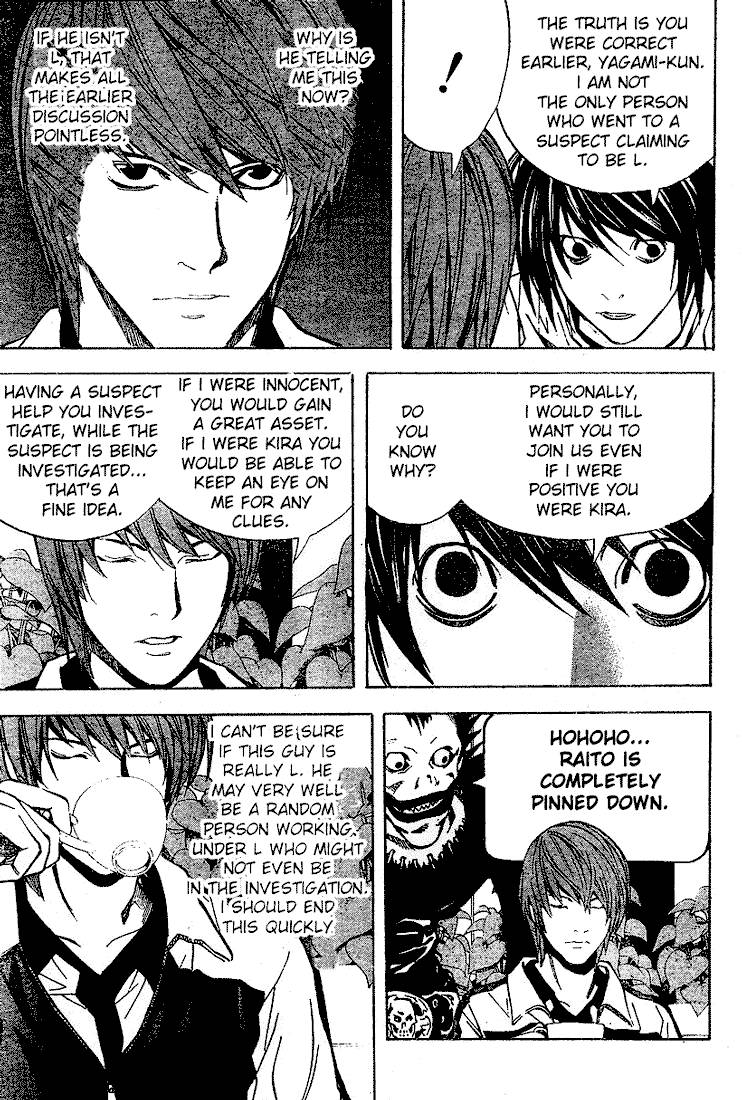 THE TRUTH IS YOU
WERE CORRECT
EARLIER, YAGAMI-KUN.
I AM NOT
THE ONLY PERSON
WHO WENT TO A
SUSPECT CLAIMING
TO BE L.
!
WHY IS
HE TELLING
ME THIS
NOW?
IF HE ISN'T
L, THAT
MAKES ALL
THE EARLIER
DISCUSSION
POINTLESS.
PERSONALLY,
I WOULD STILL
WANT YOU TO
JOIN US EVEN
IF I WERE
POSITIVE YOU
WERE KIRA.
DO
YOU
KNOW
WHY?
IF I WERE INNOCENT,
YOU WOULD GAIN
A GREAT ASSET.
IF I WERE KIRA YOU
WOULD BE ABLE TO
KEEP AN EYE ON
ME FOR ANY
CLUES.
HAVING A SUSPECT
HELP YOU INVES-
TIGATE, WHILE THE
SUSPECT IS BEING
INVESTIGATED...
THAT'S A
FINE IDEA.
HOHOHO...
RAITO IS
COMPLETELY
PINNED DOWN.
I CAN'T BE SURE
IF THIS GUY IS
REALLY L. HE
MAY VERY WELL
BE A RANDOM
PERSON WORKING
UNDER L WHO MIGHT
NOT EVEN BE
IN THE INVESTIGATION.
I SHOULD END
THIS QUICKLY